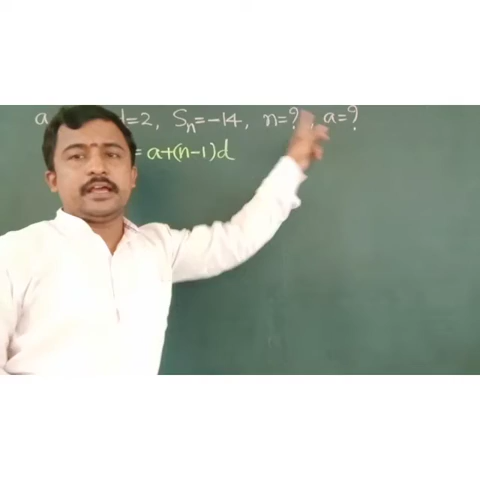 a d=2, Sn=-14, n=?, a=?
= a+(n-1)d